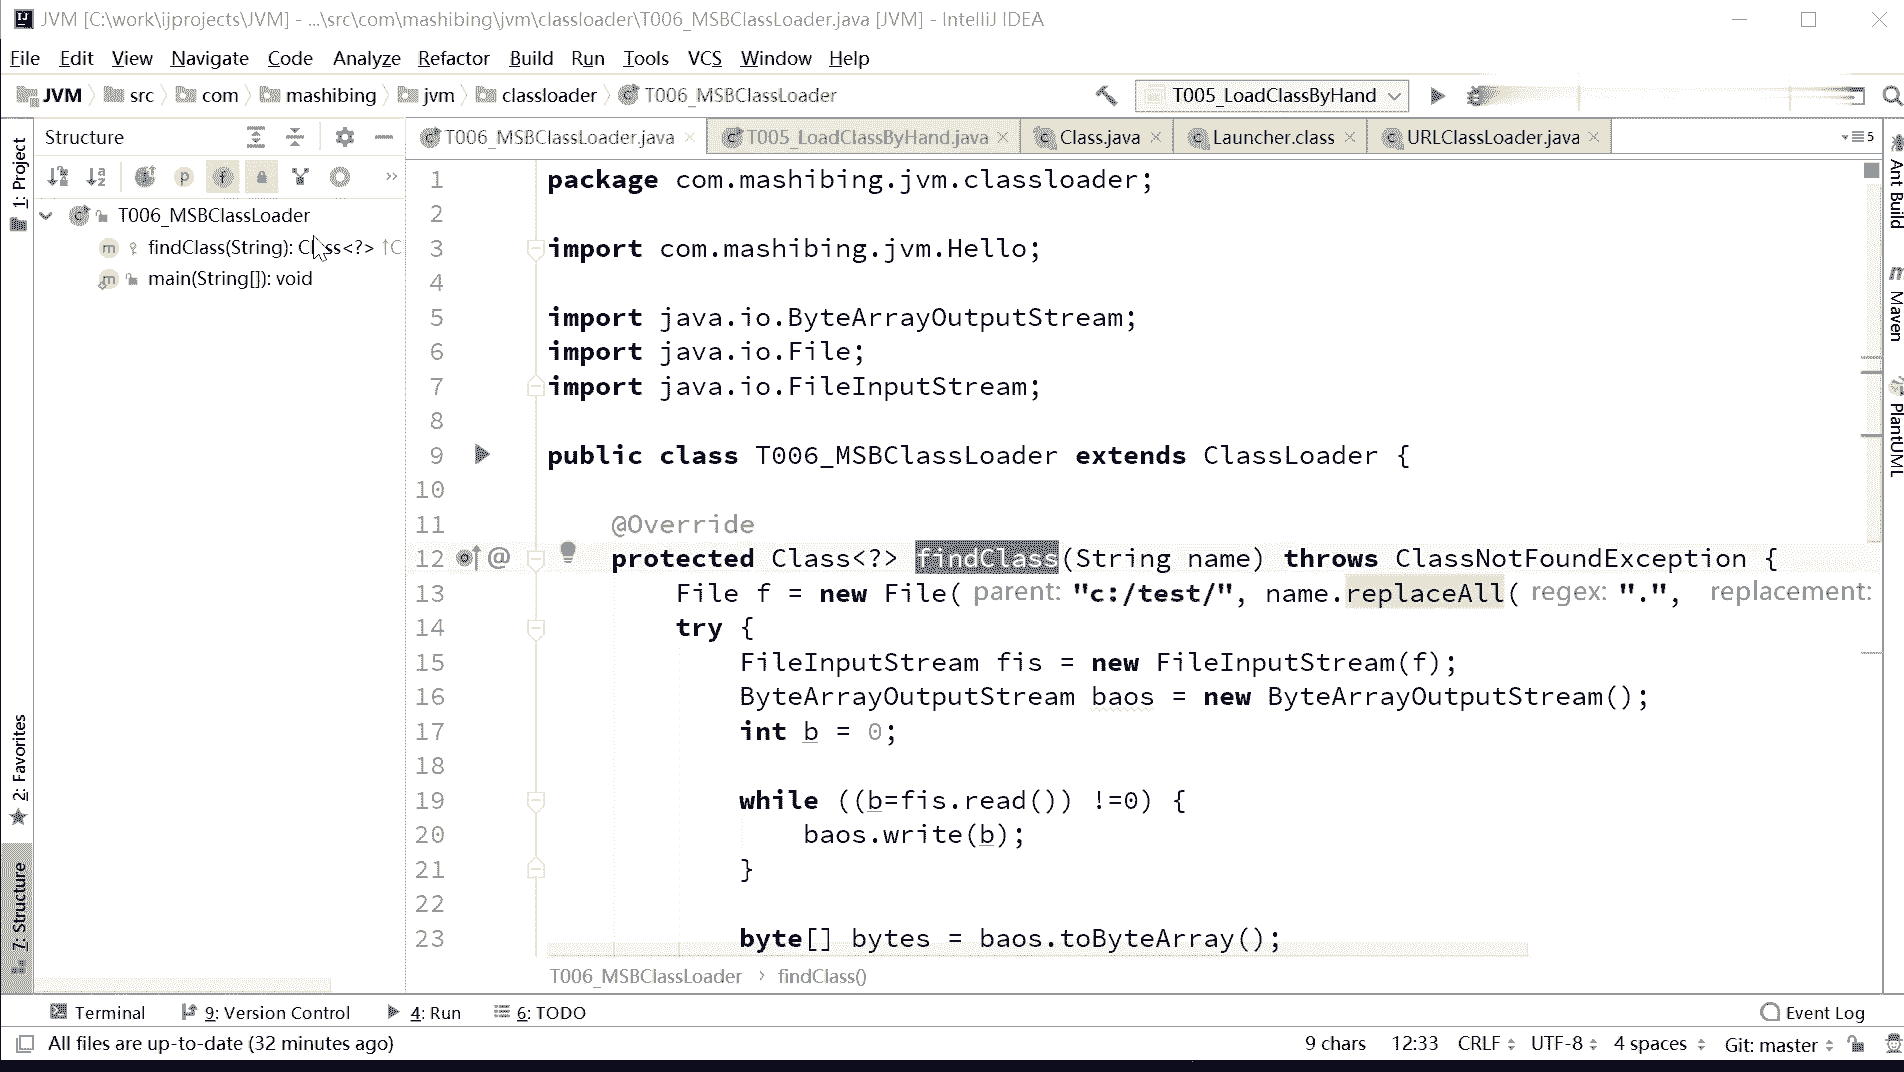 JVM [C:\work\ijprojects\JVM] - ...\src\com\mashibing\jvm\classloader\T006_MSBClassLoader.java [JVM] - IntelliJ IDEA
File Edit View Navigate Code Analyze Refactor Build Run Tools VCS Window Help
JVM src com mashibing jvm classloader T006_MSBClassLoader T005_LoadClassByHand
Structure
T006_MSBClassLoader.java T005_LoadClassByHand.java Class.java Launcher.class URLClassLoader.java 5
T006_MSBClassLoader
findClass(String): Class<?> ↑C
main(String[]): void
1 package com.mashibing.jvm.classloader;
2
3 import com.mashibing.jvm.Hello;
4
5 import java.io.ByteArrayOutputStream;
6 import java.io.File;
7 import java.io.FileInputStream;
8
9 public class T006_MSBClassLoader extends ClassLoader {
10
11 @Override
12 protected Class<?> findClass(String name) throws ClassNotFoundException {
13 File f = new File( parent: "c:/test/", name.replaceAll( regex: ".", replacement:
14 try {
15 FileInputStream fis = new FileInputStream(f);
16 ByteArrayOutputStream baos = new ByteArrayOutputStream();
17 int b = 0;
18
19 while ((b=fis.read()) !=0) {
20 baos.write(b);
21 }
22
23 byte[] bytes = baos.toByteArray();
T006_MSBClassLoader › findClass()
1: Project
2: Favorites
7: Structure
Ant Build
Maven
PlantUML
Terminal 9: Version Control 4: Run 6: TODO Event Log
All files are up-to-date (32 minutes ago) 9 chars 12:33 CRLF UTF-8 4 spaces Git: master